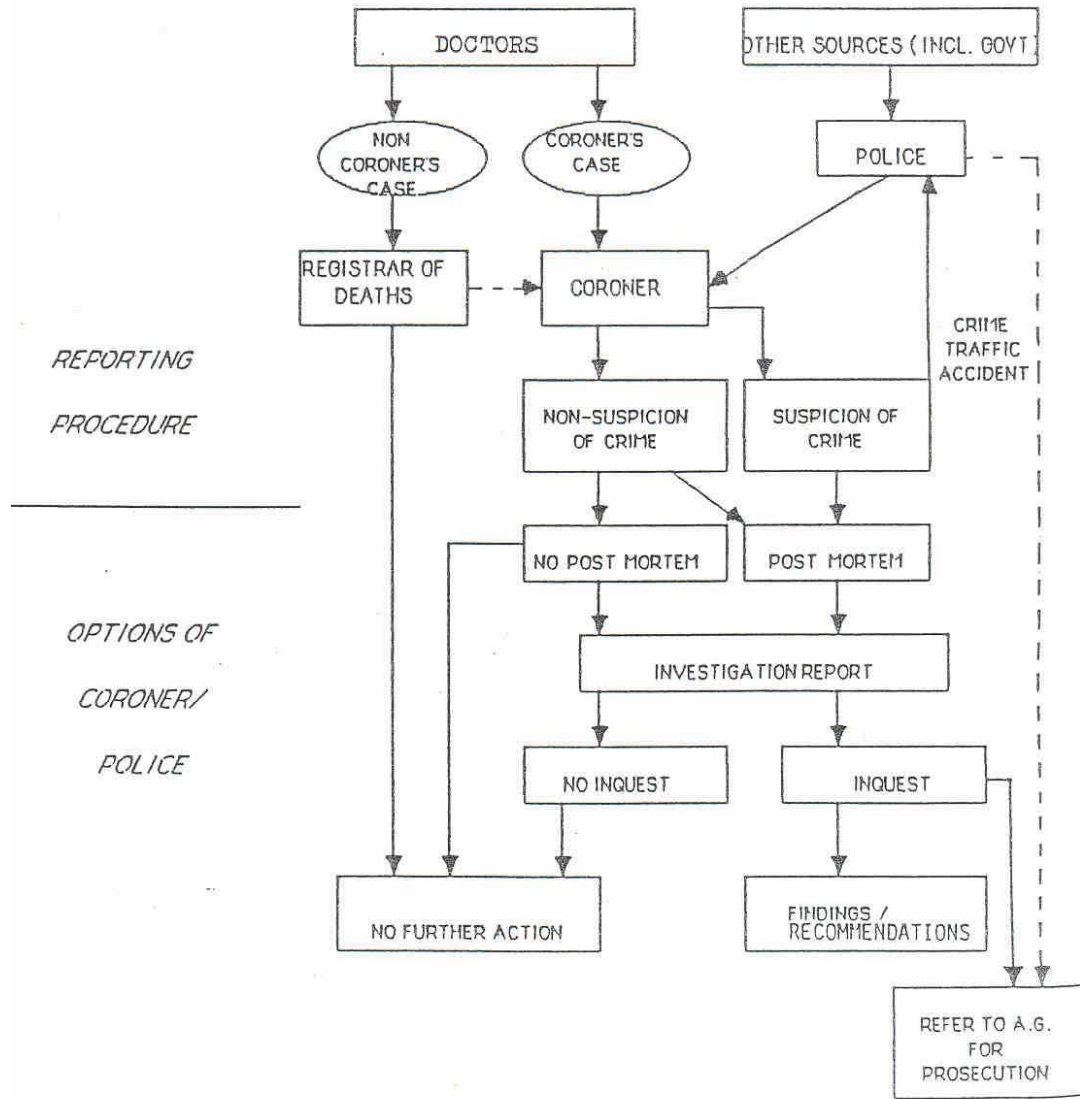 DOCTORS
OTHER SOURCES (INCL. GOVT)
NON
CORONER'S
CASE
CORONER'S
CASE
POLICE
REGISTRAR OF
DEATHS
CORONER
CRIME
TRAFFIC
ACCIDENT
REPORTING
PROCEDURE
NON-SUSPICION
OF CRIME
SUSPICION OF
CRIME
NO POST MORTEM
POST MORTEM
OPTIONS OF
CORONER/
POLICE
INVESTIGATION REPORT
NO INQUEST
INQUEST
NO FURTHER ACTION
FINDINGS /
RECOMMENDATIONS
REFER TO A.G.
FOR
PROSECUTION